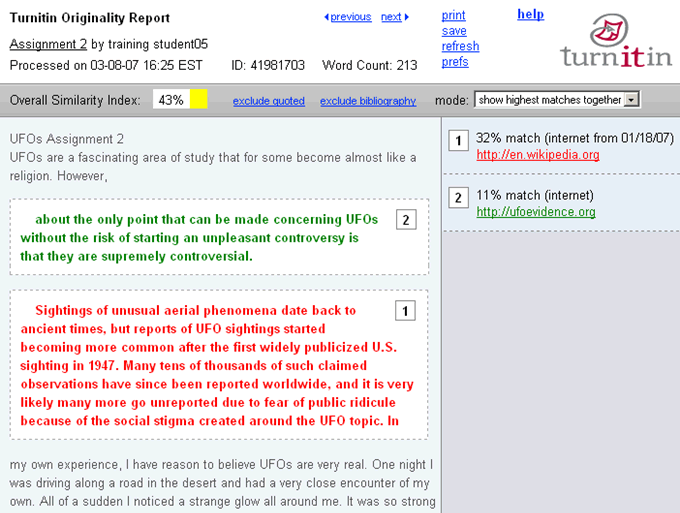 Turnitin Originality Report
previous next
print
save
refresh
prefs
help
turnitin
Assignment 2 by training student05
Processed on 03-08-07 16:25 EST ID: 41981703 Word Count: 213
Overall Similarity Index: 43% exclude quoted exclude bibliography mode: show highest matches together
UFOs Assignment 2
UFOs are a fascinating area of study that for some become almost like a
religion. However,
about the only point that can be made concerning UFOs
without the risk of starting an unpleasant controversy is
that they are supremely controversial.
2
Sightings of unusual aerial phenomena date back to
ancient times, but reports of UFO sightings started
becoming more common after the first widely publicized U.S.
sighting in 1947. Many tens of thousands of such claimed
observations have since been reported worldwide, and it is very
likely many more go unreported due to fear of public ridicule
because of the social stigma created around the UFO topic. In
1
my own experience, I have reason to believe UFOs are very real. One night I
was driving along a road in the desert and had a very close encounter of my
own. All of a sudden I noticed a strange glow all around me. It was so strong
1 32% match (internet from 01/18/07)
http://en.wikipedia.org
2 11% match (internet)
http://ufoevidence.org